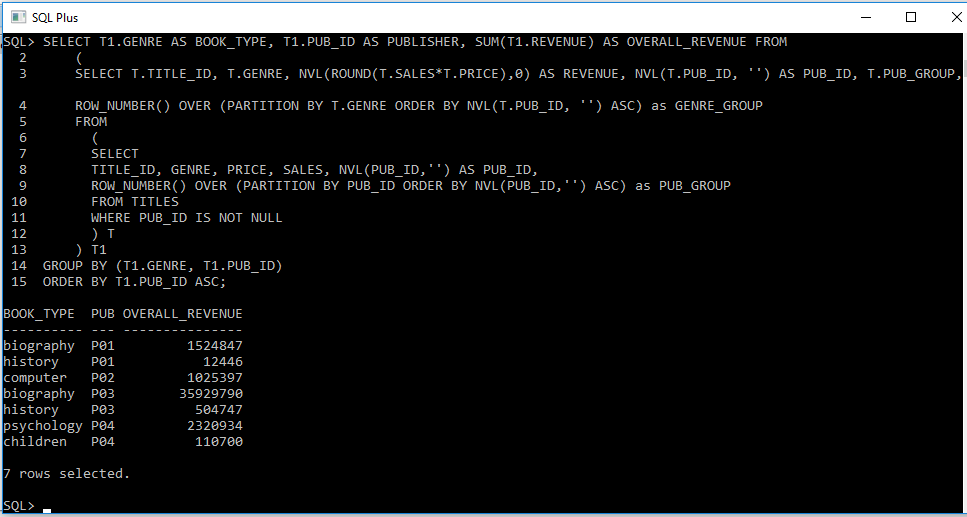 SQL Plus
SQL> SELECT T1.GENRE AS BOOK_TYPE, T1.PUB_ID AS PUBLISHER, SUM(T1.REVENUE) AS OVERALL_REVENUE FROM
  2      (
  3      SELECT T.TITLE_ID, T.GENRE, NVL(ROUND(T.SALES*T.PRICE),0) AS REVENUE, NVL(T.PUB_ID, '') AS PUB_ID, T.PUB_GROUP,
  4      ROW_NUMBER() OVER (PARTITION BY T.GENRE ORDER BY NVL(T.PUB_ID, '') ASC) as GENRE_GROUP
  5      FROM
  6        (
  7        SELECT
  8        TITLE_ID, GENRE, PRICE, SALES, NVL(PUB_ID,'') AS PUB_ID,
  9        ROW_NUMBER() OVER (PARTITION BY PUB_ID ORDER BY NVL(PUB_ID,'') ASC) as PUB_GROUP
 10        FROM TITLES
 11        WHERE PUB_ID IS NOT NULL
 12        ) T
 13      ) T1
 14  GROUP BY (T1.GENRE, T1.PUB_ID)
 15  ORDER BY T1.PUB_ID ASC;
BOOK_TYPE  PUB OVERALL_REVENUE
---------- --- ---------------
biography  P01         1524847
history    P01           12446
computer   P02         1025397
biography  P03        35929790
history    P03          504747
psychology P04         2320934
children   P04          110700
7 rows selected.
SQL>